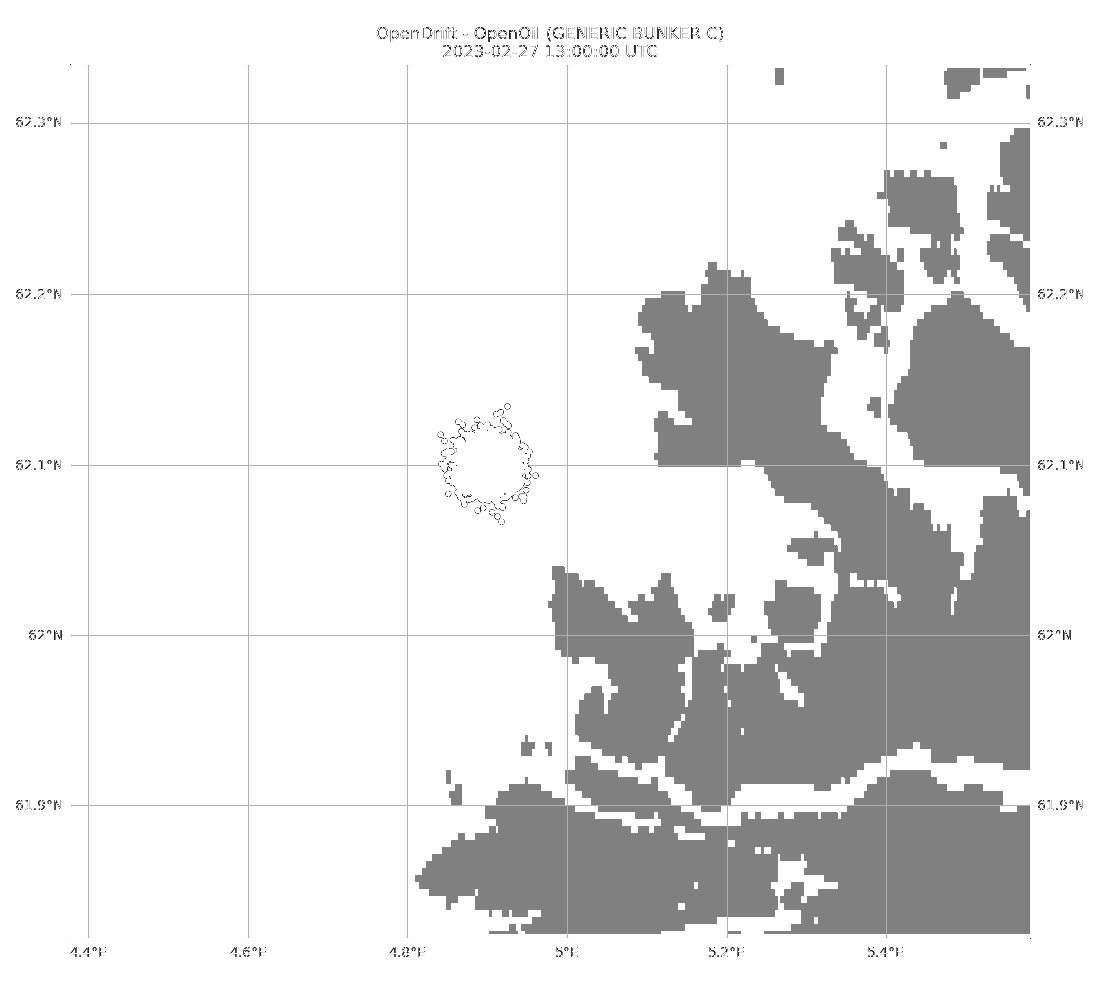 OpenDrift - OpenOil (GENERIC BUNKER C)
2023-02-27 13:00:00 UTC
62.3°N 62.3°N
62.2°N 62.2°N
62.1°N 62.1°N
62°N 62°N
61.9°N 61.9°N
4.4°E 4.6°E 4.8°E 5°E 5.2°E 5.4°E